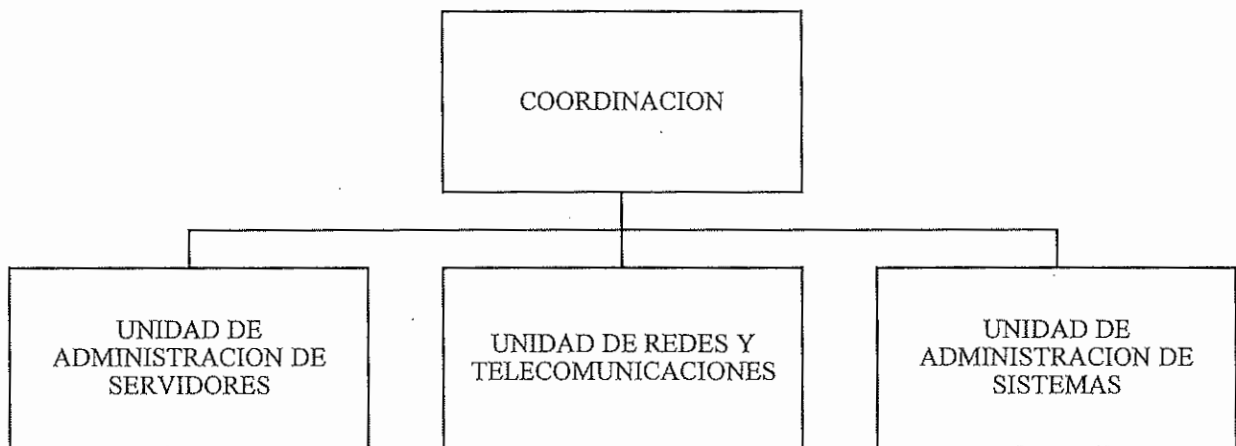 COORDINACION
UNIDAD DE
ADMINISTRACION DE
SERVIDORES
UNIDAD DE REDES Y
TELECOMUNICACIONES
UNIDAD DE
ADMINISTRACION DE
SISTEMAS